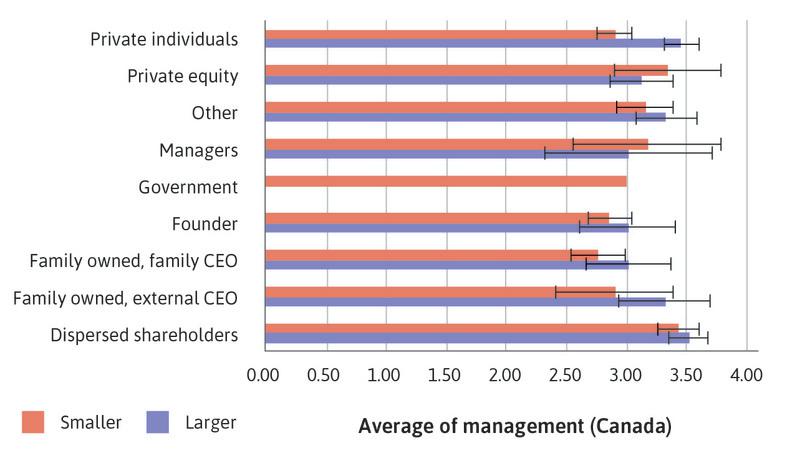 Private individuals
Private equity
Other
Managers
Government
Founder
Family owned, family CEO
Family owned, external CEO
Dispersed shareholders
0.00 0.50 1.00 1.50 2.00 2.50 3.00 3.50 4.00
Smaller Larger
Average of management (Canada)